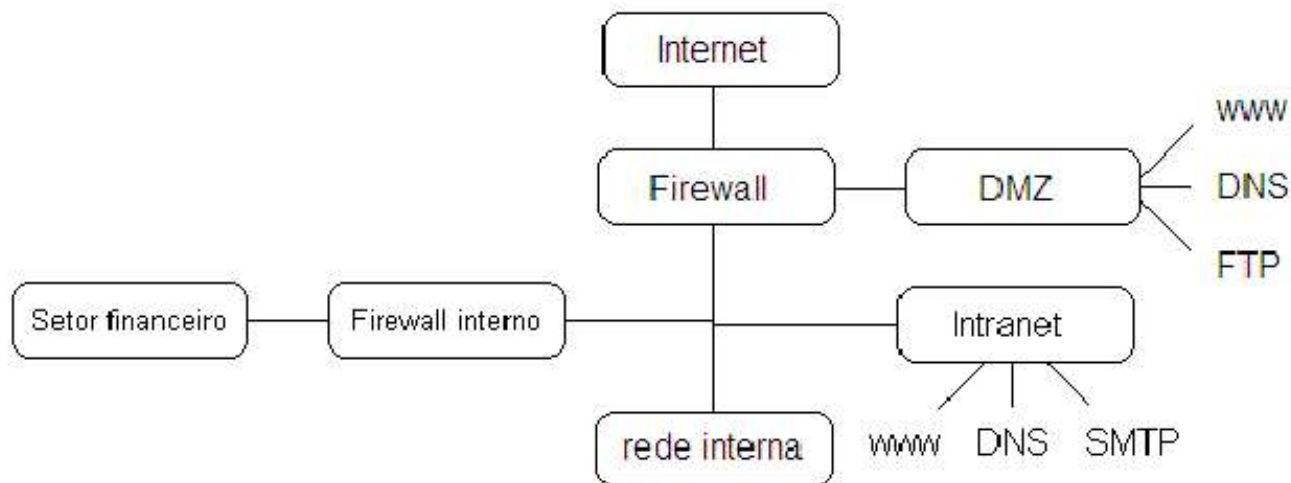 Internet
www
Firewall
DMZ
DNS
FTP
Setor financeiro
Firewall interno
Intranet
rede interna
www
DNS
SMTP